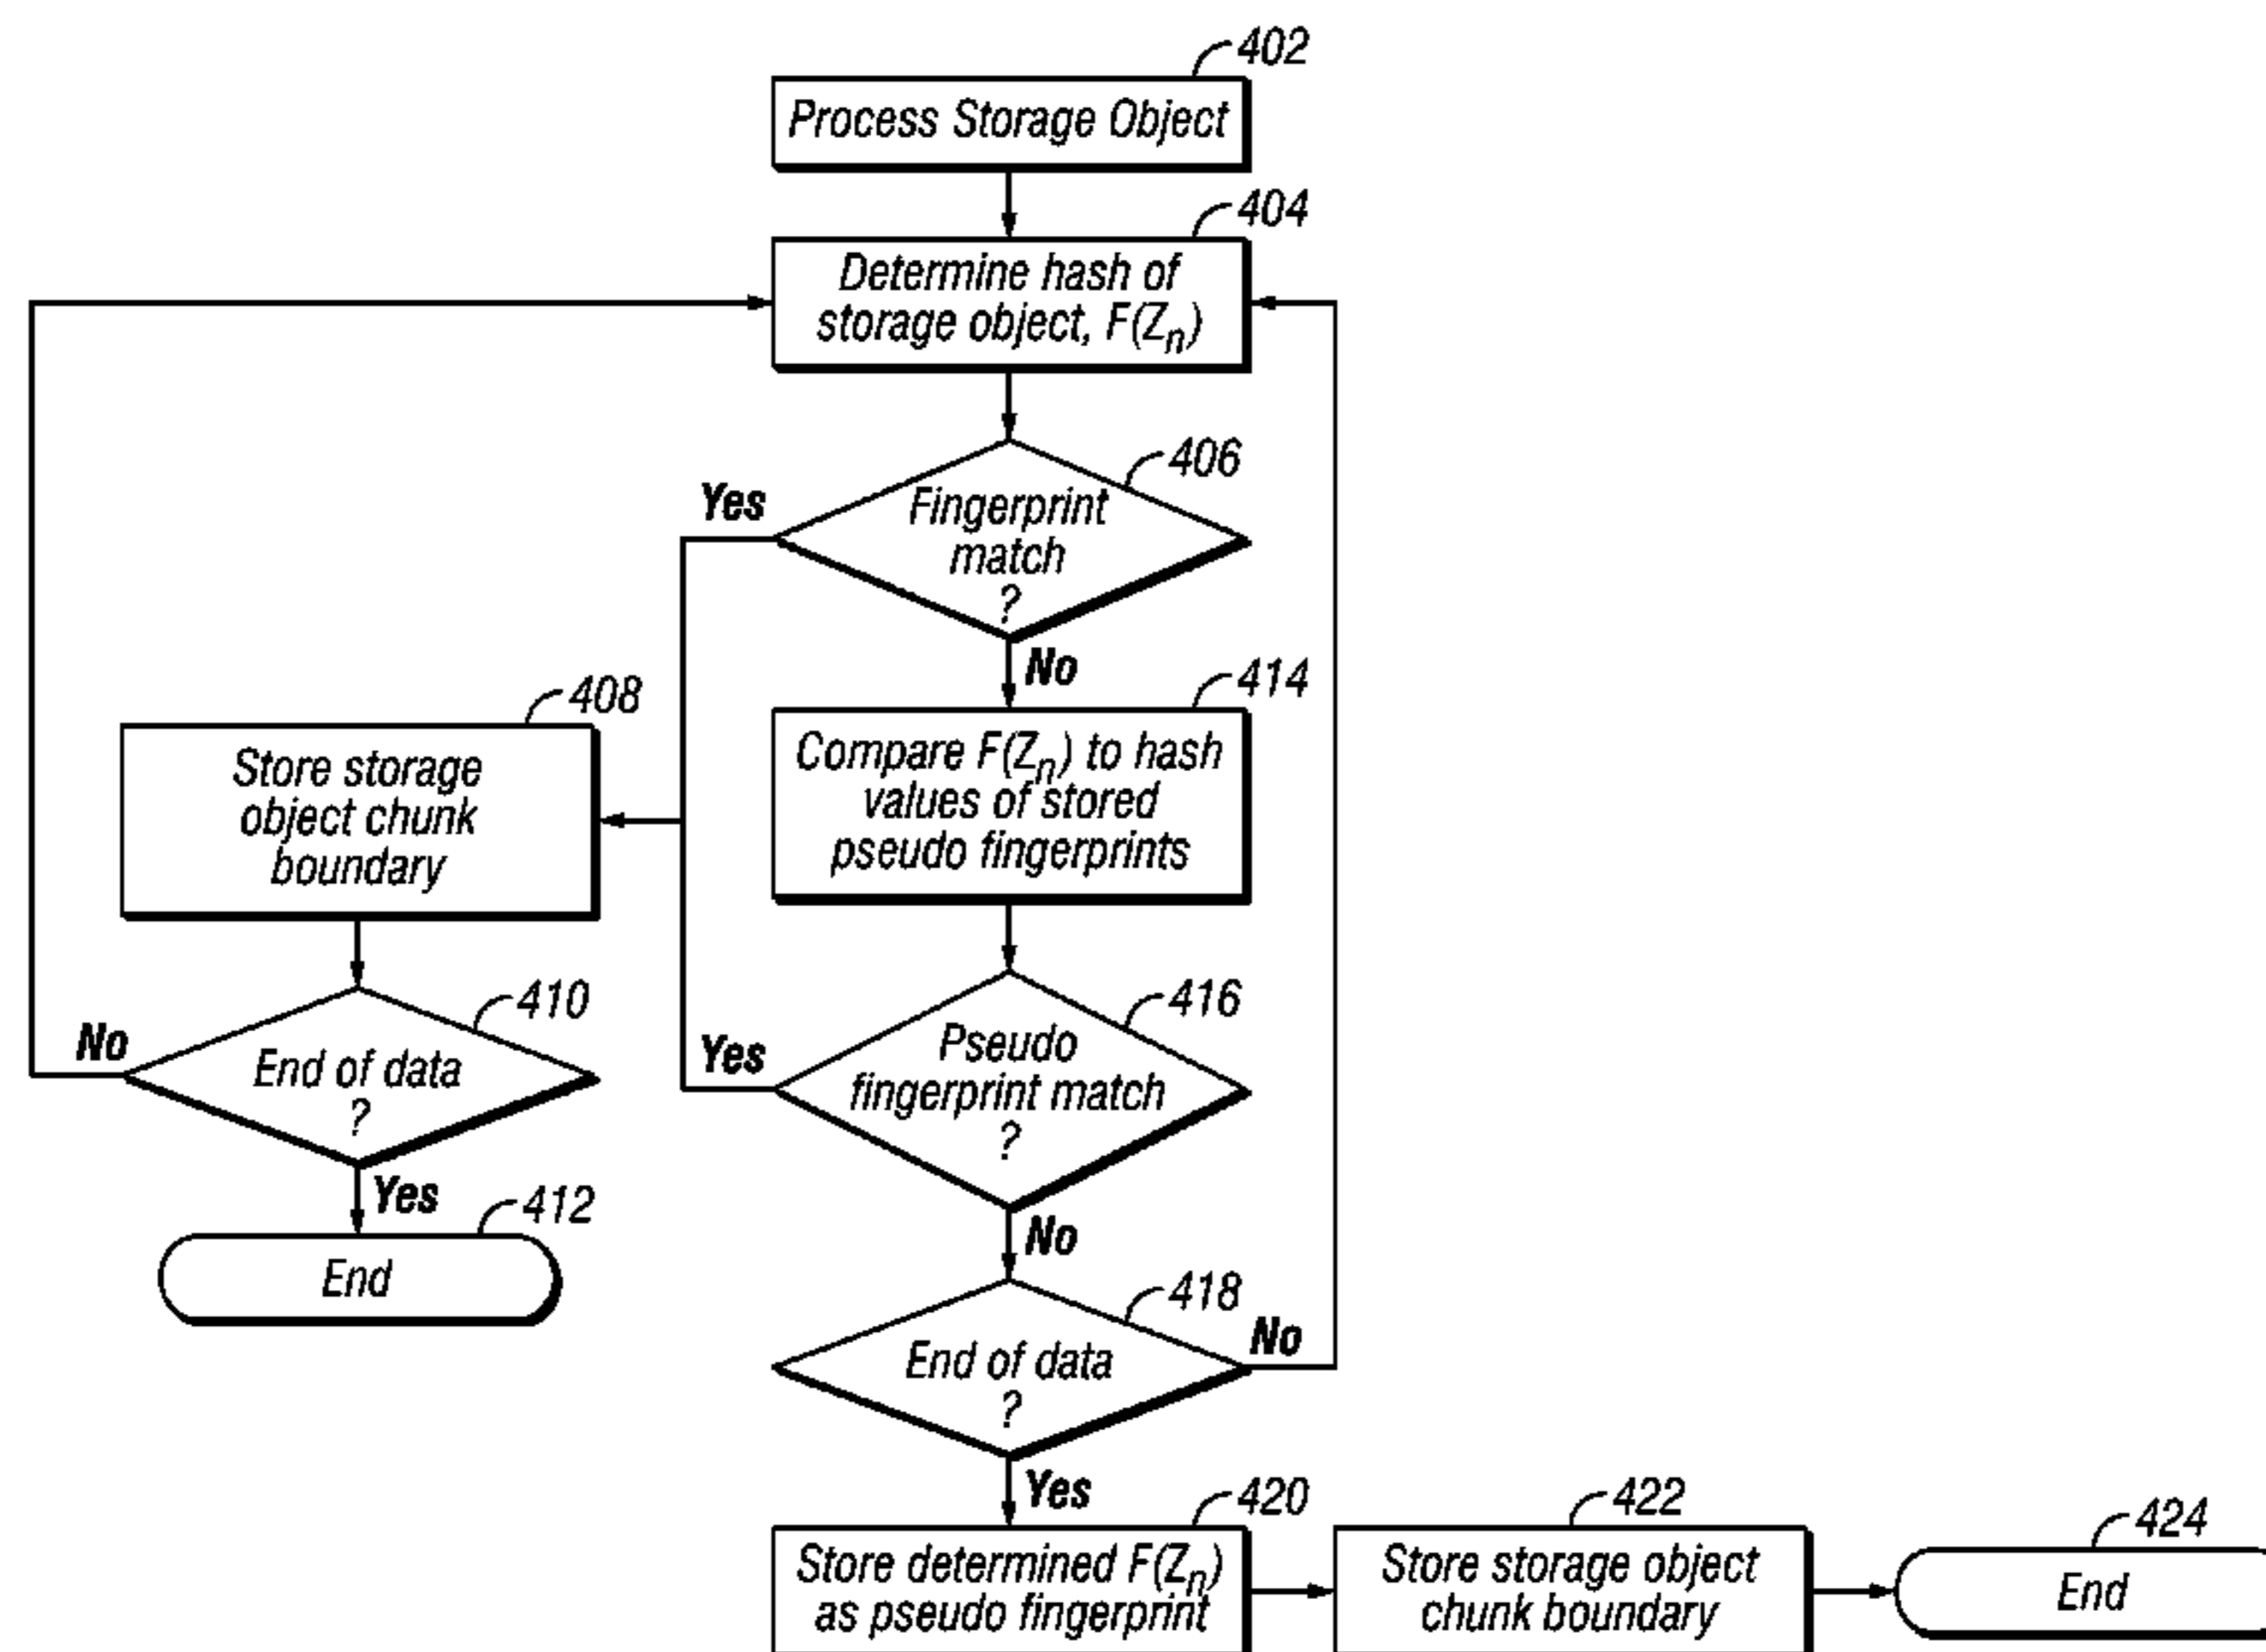 402
Process Storage Object
404
Determine hash of
storage object, F(Zn)
406
Fingerprint
match
?
Yes
No
408
Store storage
object chunk
boundary
414
Compare F(Zn) to hash
values of stored
pseudo fingerprints
410
End of data
?
No
Yes
412
End
416
Pseudo
fingerprint match
?
Yes
No
418
End of data
?
No
Yes
420
Store determined F(Zn)
as pseudo fingerprint
422
Store storage object
chunk boundary
424
End